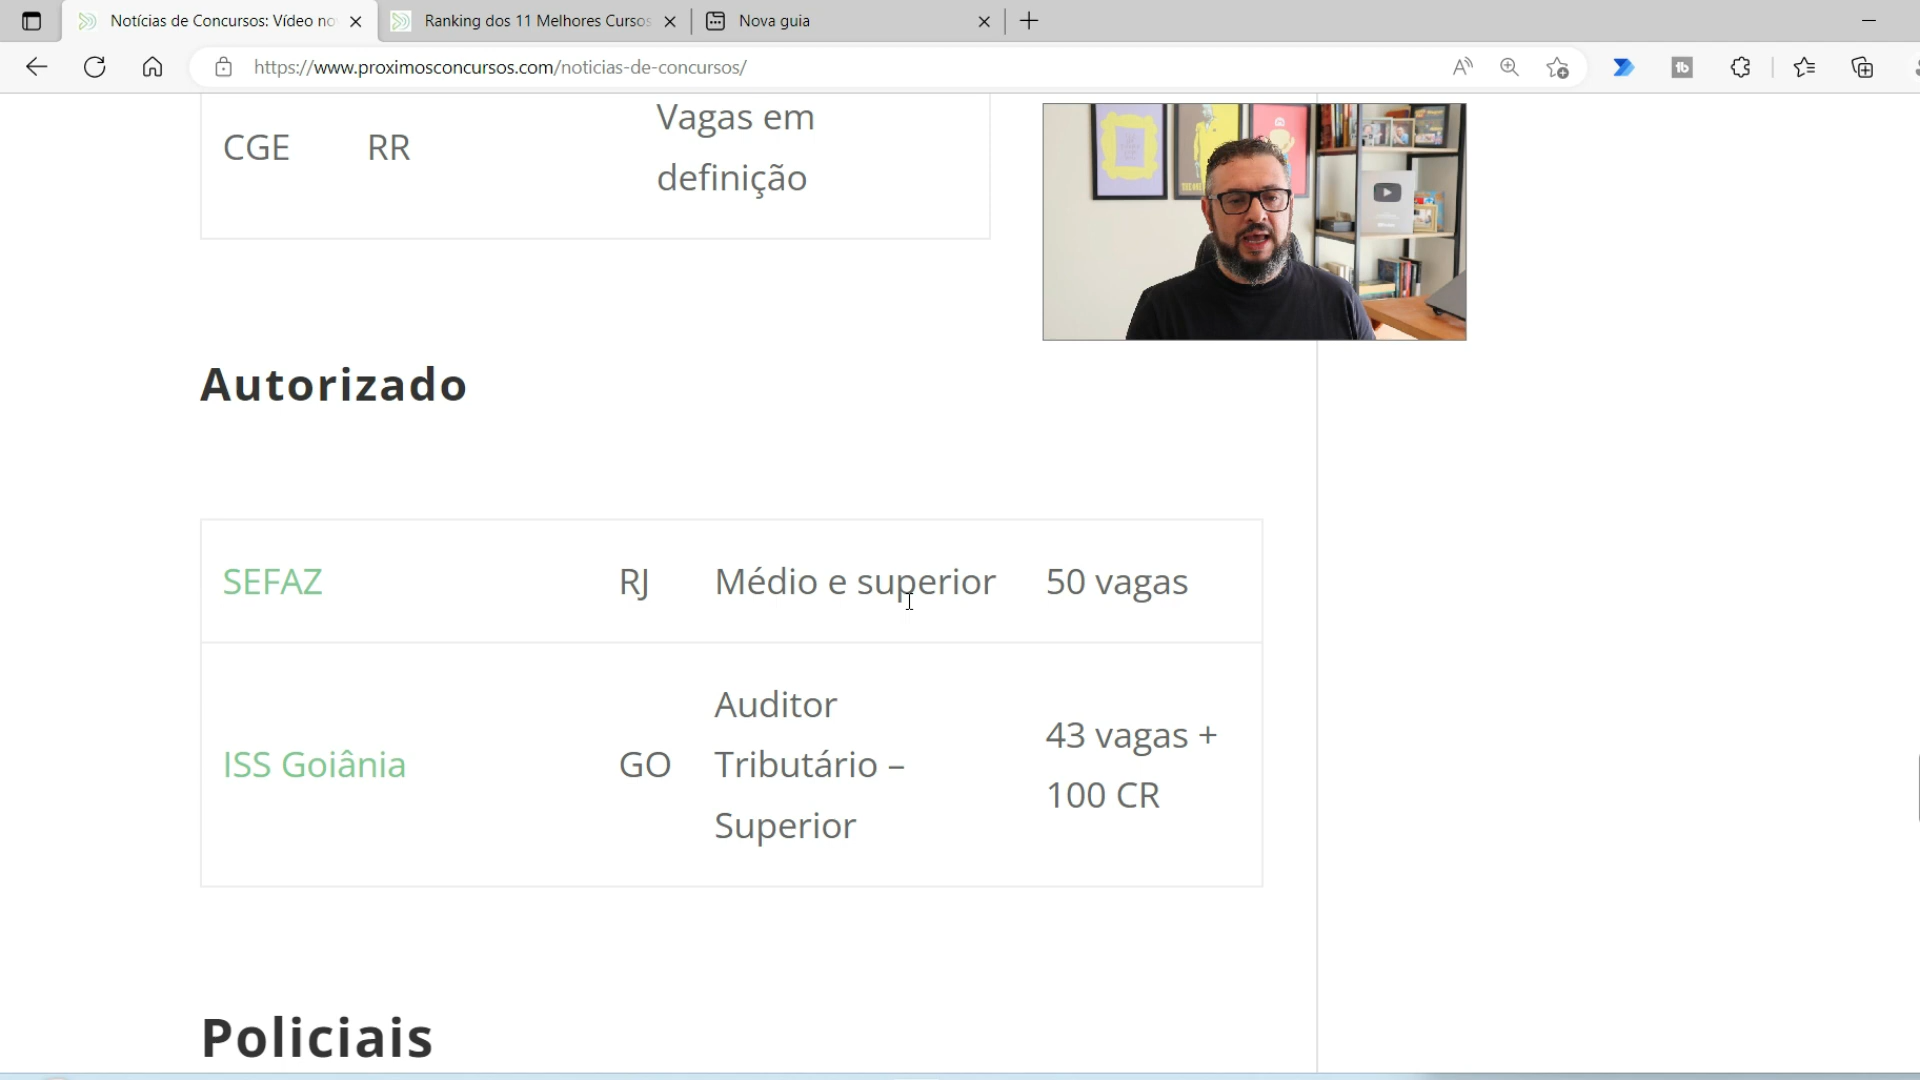 Notícias de Concursos: Vídeo no
Ranking dos 11 Melhores Cursos
Nova guia
https://www.proximosconcursos.com/noticias-de-concursos/
CGE
RR
Vagas em
definição
Autorizado
SEFAZ
RJ
Médio e superior
50 vagas
ISS Goiânia
GO
Auditor
Tributário –
Superior
43 vagas +
100 CR
Policiais